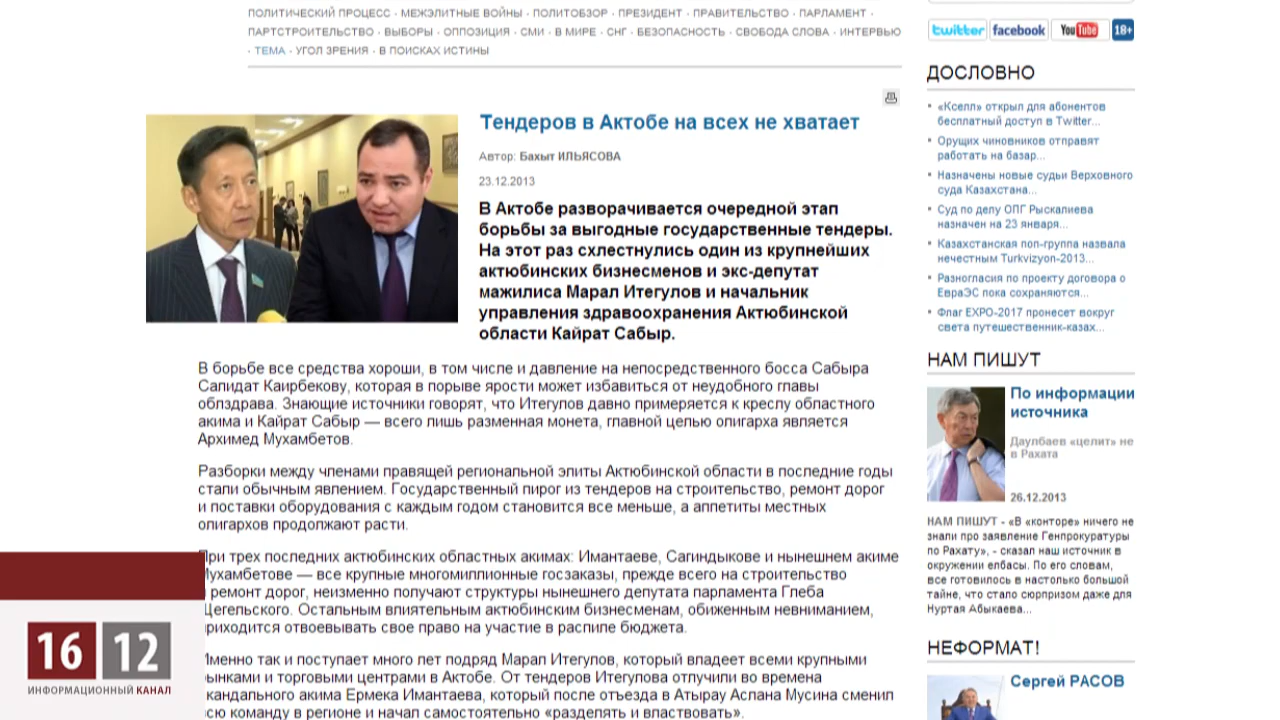 ПОЛИТИЧЕСКИЙ ПРОЦЕСС · МЕЖЭЛИТНЫЕ ВОЙНЫ · ПОЛИТОБЗОР · ПРЕЗИДЕНТ · ПРАВИТЕЛЬСТВО · ПАРЛАМЕНТ ·
ПАРТСТРОИТЕЛЬСТВО · ВЫБОРЫ · ОППОЗИЦИЯ · СМИ · В МИРЕ · СНГ · БЕЗОПАСНОСТЬ · СВОБОДА СЛОВА · ИНТЕРВЬЮ
· ТЕМА · УГОЛ ЗРЕНИЯ · В ПОИСКАХ ИСТИНЫ
Тендеров в Актобе на всех не хватает
Автор: Бахыт ИЛЬЯСОВА
23.12.2013
В Актобе разворачивается очередной этап
борьбы за выгодные государственные тендеры.
На этот раз схлестнулись один из крупнейших
актюбинских бизнесменов и экс-депутат
мажилиса Марал Итегулов и начальник
управления здравоохранения Актюбинской
области Кайрат Сабыр.
В борьбе все средства хороши, в том числе и давление на непосредственного босса Сабыра
Салидат Каирбекову, которая в порыве ярости может избавиться от неудобного главы
облздрава. Знающие источники говорят, что Итегулов давно примеряется к креслу областного
акима и Кайрат Сабыр — всего лишь разменная монета, главной целью олигарха является
Архимед Мухамбетов.
Разборки между членами правящей региональной элиты Актюбинской области в последние годы
стали обычным явлением. Государственный пирог из тендеров на строительство, ремонт дорог
и поставки оборудования с каждым годом становится все меньше, а аппетиты местных
олигархов продолжают расти.
При трех последних актюбинских областных акимах: Имантаеве, Сагиндыкове и нынешнем акиме
Мухамбетове — все крупные многомиллионные госзаказы, прежде всего на строительство
ремонт дорог, неизменно получают структуры нынешнего депутата парламента Глеба
Щегельского. Остальным влиятельным актюбинским бизнесменам, обиженным невниманием,
приходится отвоевывать свое право на участие в распиле бюджета.
Именно так и поступает много лет подряд Марал Итегулов, который владеет всеми крупными
рынками и торговыми центрами в Актобе. От тендеров Итегулова отлучили во времена
скандального акима Ермека Имантаева, который после отъезда в Атырау Аслана Мусина сменил
всю команду в регионе и начал самостоятельно «разделять и властвовать».
16 12
ИНФОРМАЦИОННЫЙ КАНАЛ
twitter facebook YouTube 18+
ДОСЛОВНО
«Кселл» открыл для абонентов
бесплатный доступ в Twitter...
Орущих чиновников отправят
работать на базар...
Назначены новые судьи Верховного
суда Казахстана...
Суд по делу ОПГ Рыскалиева
назначен на 23 января...
Казахстанская поп-группа назвала
нечестным Turkvizyon-2013...
Разногласия по проекту договора о
ЕврАЭС пока сохраняются...
Флаг EXPO-2017 пронесет вокруг
света путешественник-казах...
НАМ ПИШУТ
По информации
источника
Даулбаев «целит» не
в Рахата
26.12.2013
НАМ ПИШУТ - «В «конторе» ничего не
знали про заявление Генпрокуратуры
по Рахату», - сказал наш источник в
окружении елбасы. По его словам,
все готовилось в настолько большой
тайне, что стало сюрпризом даже для
Нуртая Абыкаева...
НЕФОРМАТ!
Сергей РАСОВ